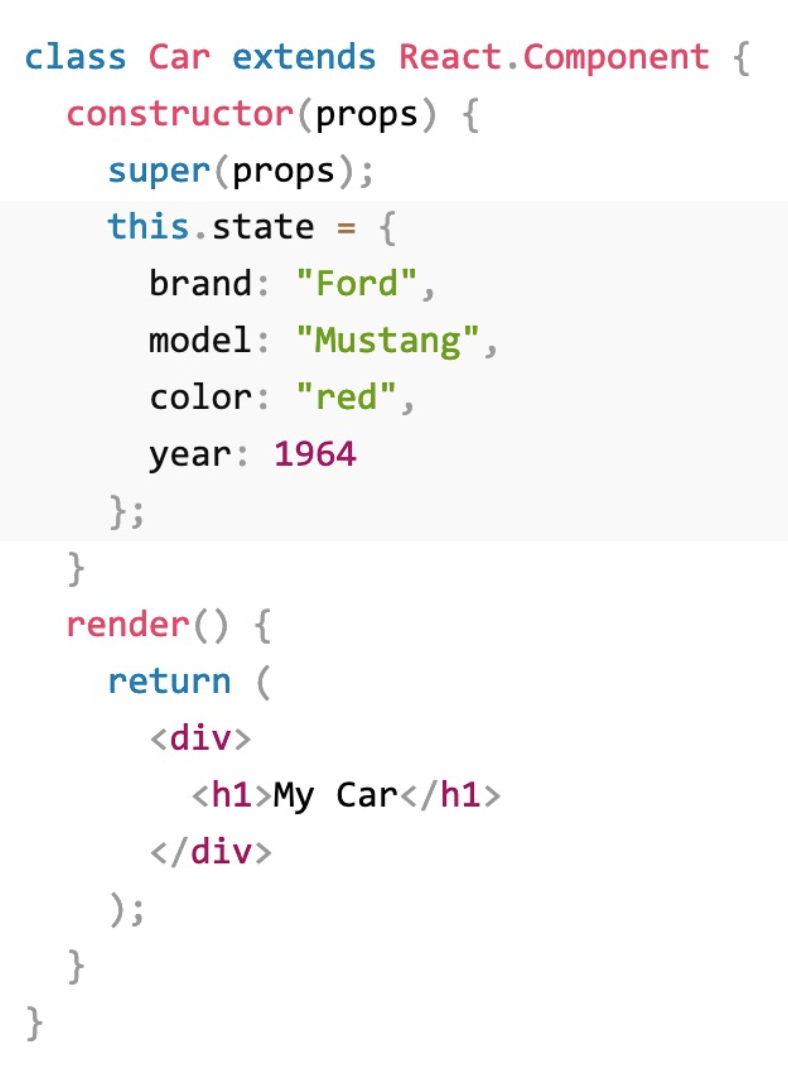 class Car extends React.Component {
  constructor(props) {
    super(props);
    this.state = {
      brand: "Ford",
      model: "Mustang",
      color: "red",
      year: 1964
    };
  }
  render() {
    return (
      <div>
        <h1>My Car</h1>
      </div>
    );
  }
}